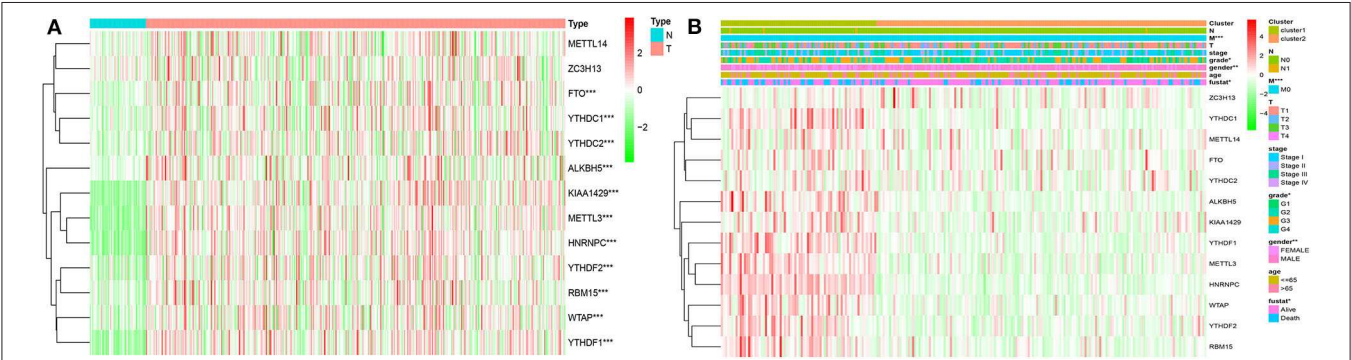 A
Type
METTL14
ZC3H13
FTO***
YTHDC1***
YTHDC2***
ALKBH5***
KIAA1429***
METTL3***
HNRNPC***
YTHDF2***
RBM15***
WTAP***
YTHDF1***
2
0
−2
Type
N
T
B
Cluster
N
M***
T
stage
grade*
gender**
age
fustat*
ZC3H13
YTHDC1
METTL14
FTO
YTHDC2
ALKBH5
KIAA1429
YTHDF1
METTL3
HNRNPC
WTAP
YTHDF2
RBM15
4
2
0
−2
−4
Cluster
cluster1
cluster2
N
N0
N1
M***
M0
T
T1
T2
T3
T4
stage
Stage I
Stage II
Stage III
Stage IV
grade*
G1
G2
G3
G4
gender**
FEMALE
MALE
age
<=65
>65
fustat*
Alive
Death